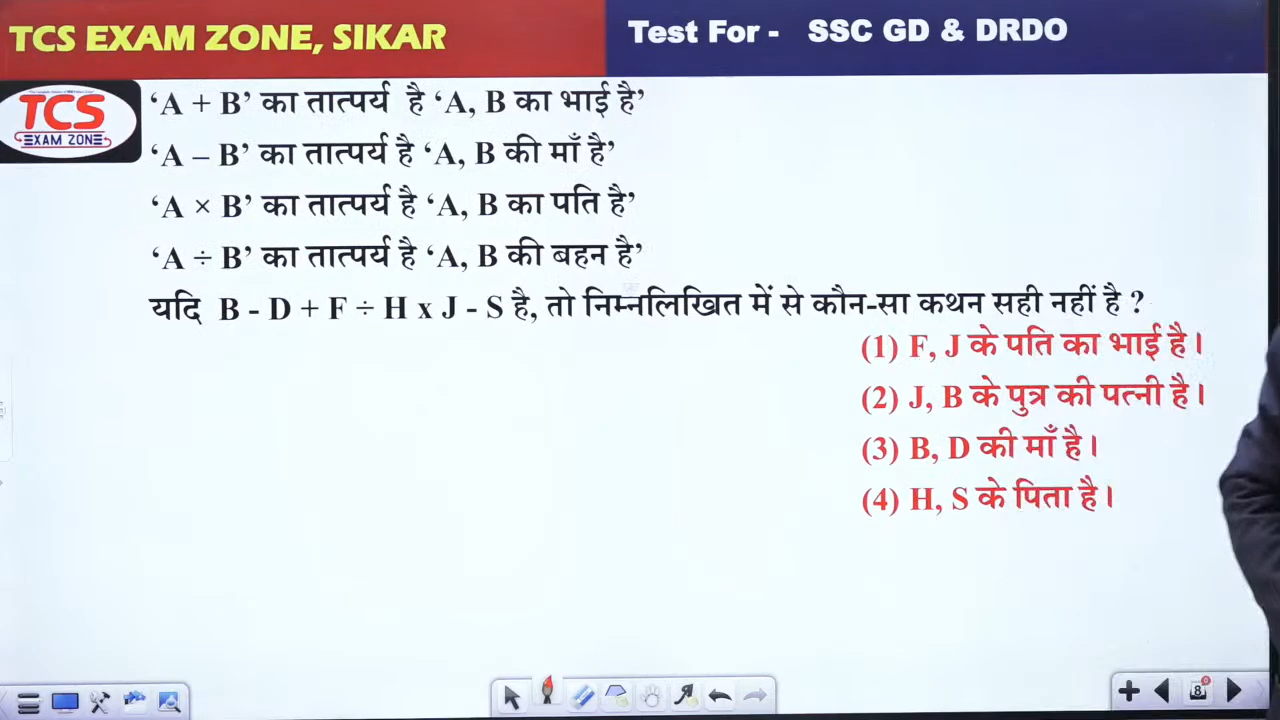 TCS EXAM ZONE, SIKAR
Test For - SSC GD & DRDO
TCS
EXAM ZONE
‘A + B’ का तात्पर्य है ‘A, B का भाई है’
‘A – B’ का तात्पर्य है ‘A, B की माँ है’
‘A × B’ का तात्पर्य है ‘A, B का पति है’
‘A ÷ B’ का तात्पर्य है ‘A, B की बहन है’
यदि B - D + F ÷ H x J - S है, तो निम्नलिखित में से कौन-सा कथन सही नहीं है ?
(1) F, J के पति का भाई है।
(2) J, B के पुत्र की पत्नी है।
(3) B, D की माँ है।
(4) H, S के पिता है।
8